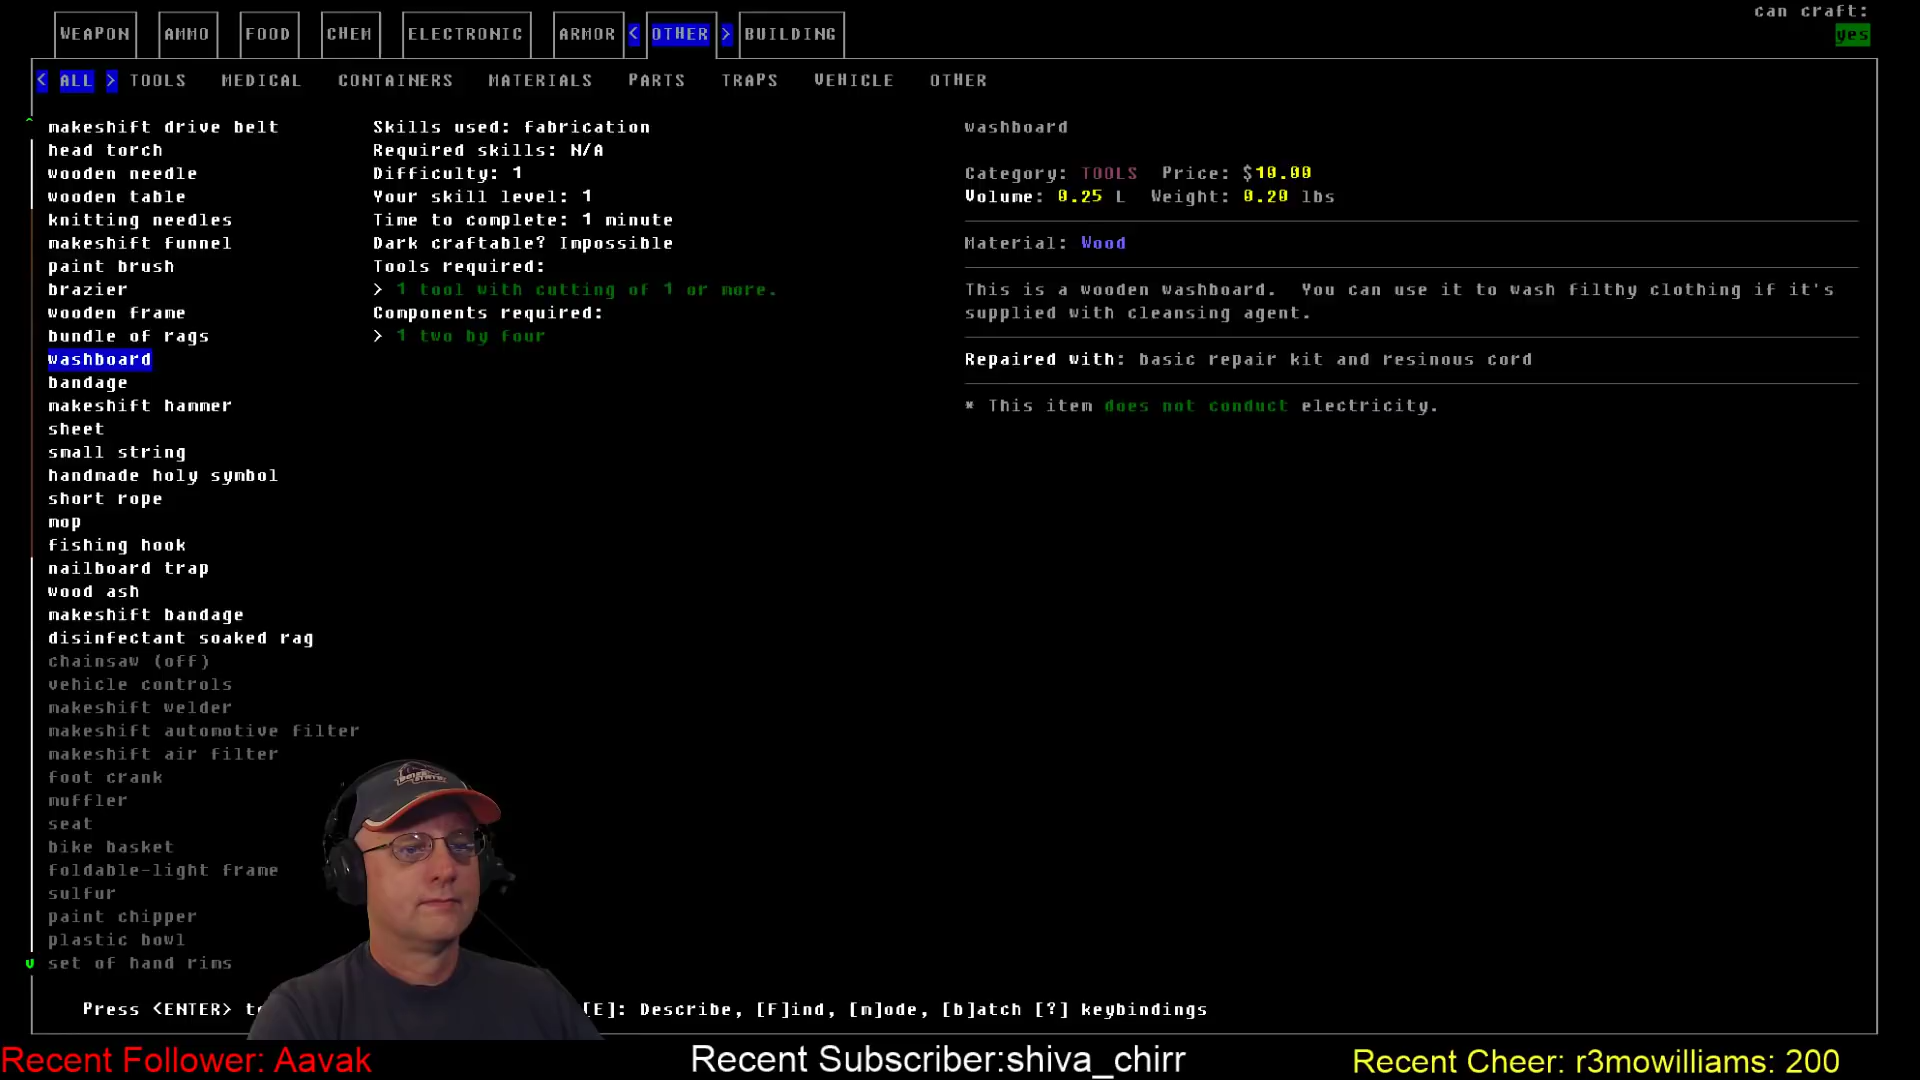 can craft:
WEAPON AMMO FOOD CHEM ELECTRONIC ARMOR < OTHER > BUILDING yes
< ALL > TOOLS MEDICAL CONTAINERS MATERIALS PARTS TRAPS VEHICLE OTHER
makeshift drive belt
head torch
wooden needle
wooden table
knitting needles
makeshift funnel
paint brush
brazier
wooden frame
bundle of rags
washboard
bandage
makeshift hammer
sheet
small string
handmade holy symbol
short rope
mop
fishing hook
nailboard trap
wood ash
makeshift bandage
disinfectant soaked rag
chainsaw (off)
vehicle controls
makeshift welder
makeshift automotive filter
makeshift air filter
foot crank
muffler
seat
bike basket
foldable-light frame
sulfur
paint chipper
plastic bowl
v set of hand rims
Skills used: fabrication
Required skills: N/A
Difficulty: 1
Your skill level: 1
Time to complete: 1 minute
Dark craftable? Impossible
Tools required:
> 1 tool with cutting of 1 or more.
Components required:
> 1 two by four
washboard
Category: TOOLS Price: $10.00
Volume: 0.25 L Weight: 0.20 lbs
Material: Wood
This is a wooden washboard. You can use it to wash filthy clothing if it's
supplied with cleansing agent.
Repaired with: basic repair kit and resinous cord
* This item does not conduct electricity.
Press <ENTER> [E]: Describe, [F]ind, [m]ode, [b]atch [?] keybindings
Recent Follower: Aavak Recent Subscriber:shiva_chirr Recent Cheer: r3mowilliams: 200